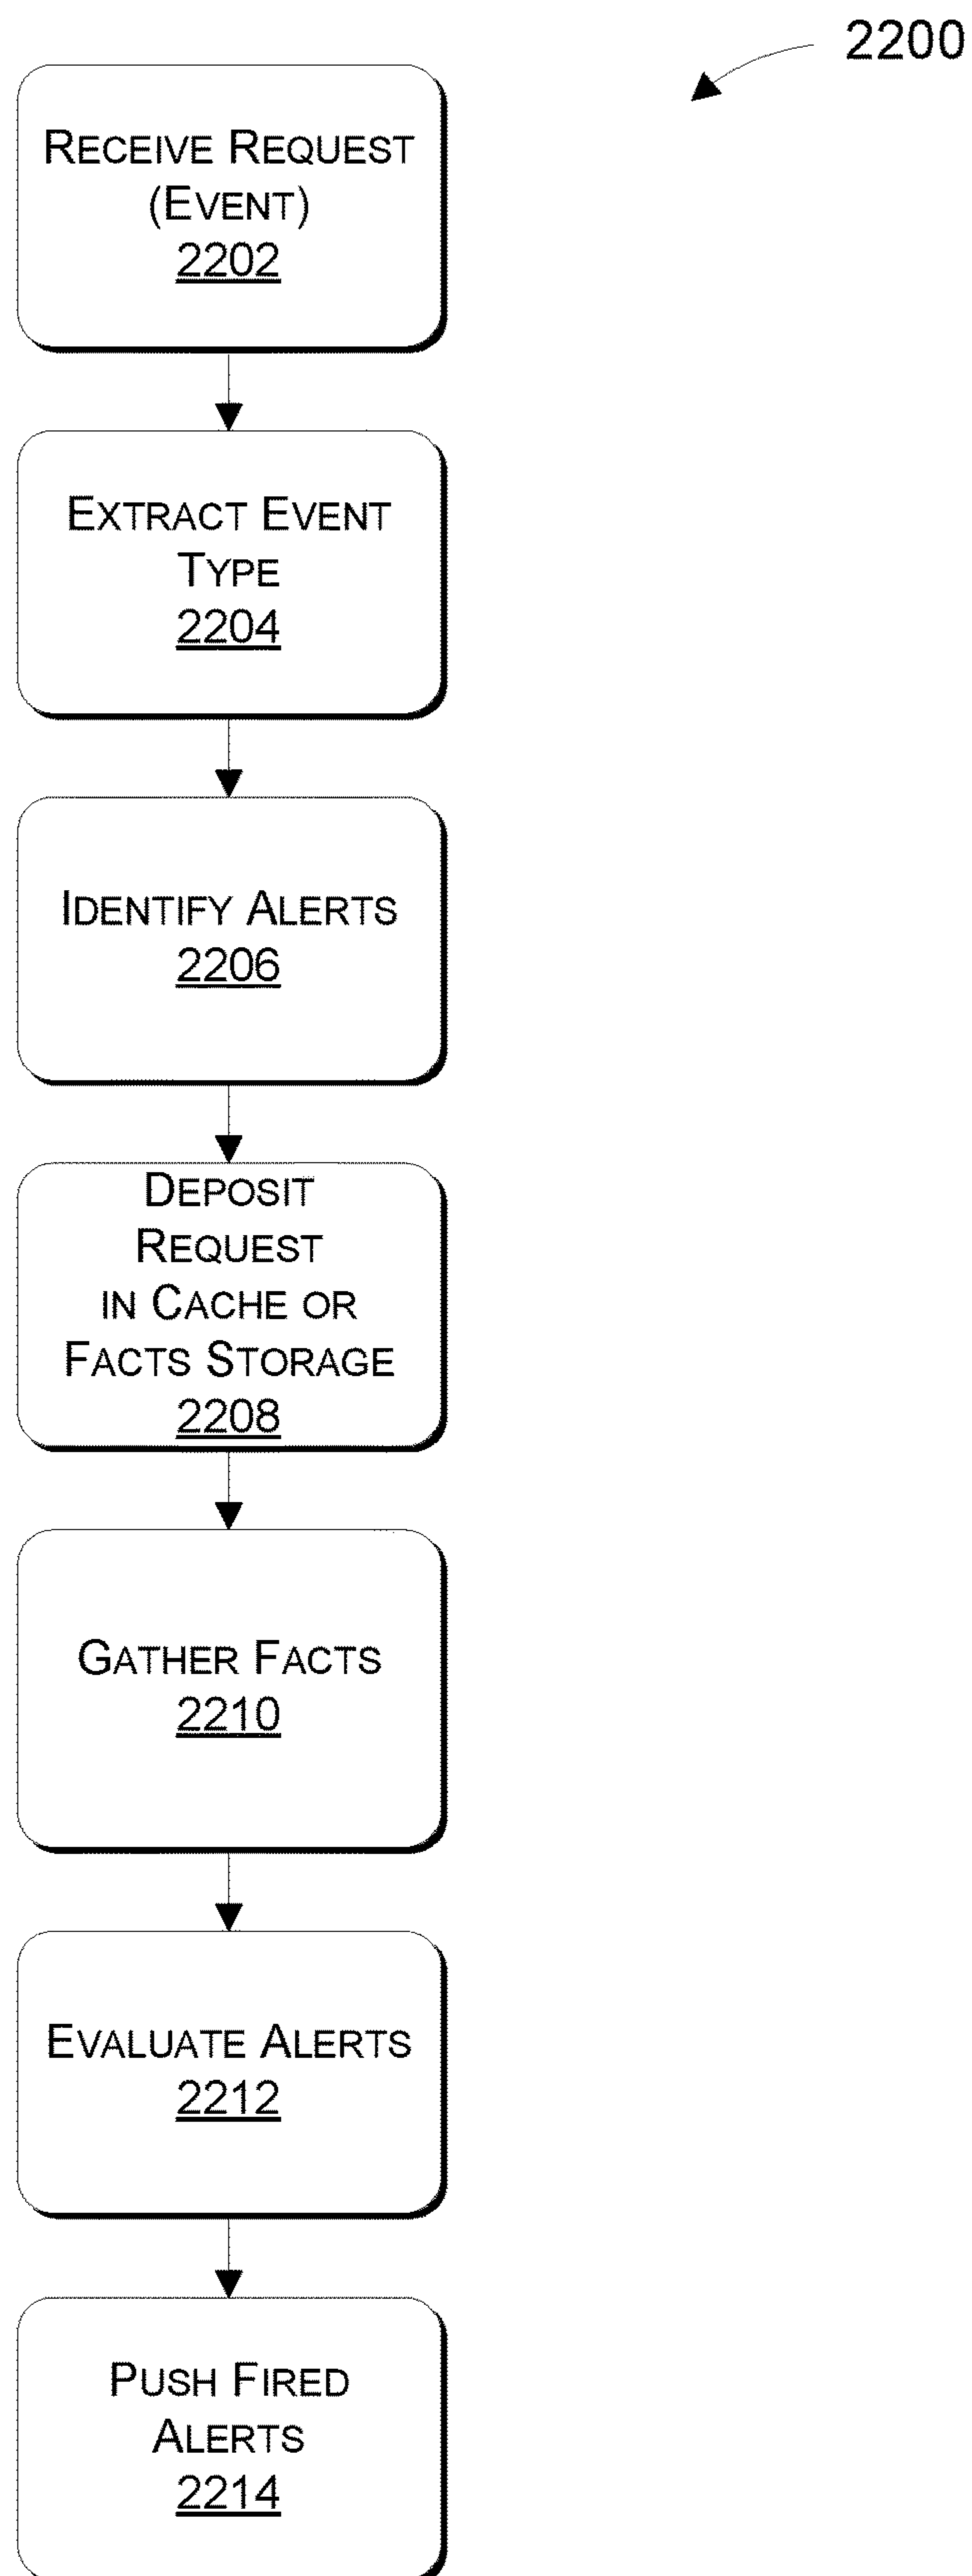 2200
RECEIVE REQUEST
(EVENT)
2202
EXTRACT EVENT
TYPE
2204
IDENTIFY ALERTS
2206
DEPOSIT
REQUEST
IN CACHE OR
FACTS STORAGE
2208
GATHER FACTS
2210
EVALUATE ALERTS
2212
PUSH FIRED
ALERTS
2214